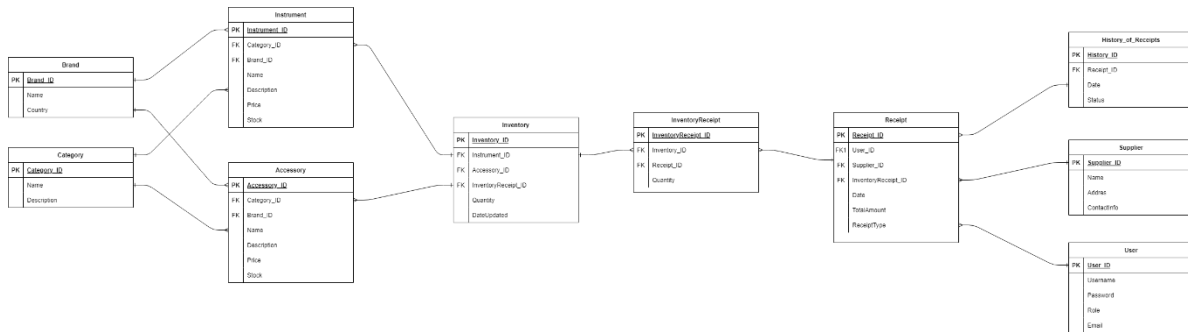 Brand
PK Brand_ID
Name
Country
Category
PK Category_ID
Name
Description
Instrument
PK Instrument_ID
FK Category_ID
FK Brand_ID
Name
Description
Price
Stock
Accessory
PK Accessory_ID
FK Category_ID
FK Brand_ID
Name
Description
Price
Stock
Inventory
PK Inventory_ID
FK Instrument_ID
FK Accessory_ID
FK InventoryReceipt_ID
Quantity
DateUpdated
InventoryReceipt
PK InventoryReceipt_ID
FK Inventory_ID
FK Receipt_ID
Quantity
Receipt
PK Receipt_ID
FK1 User_ID
FK Supplier_ID
FK InventoryReceipt_ID
Date
TotalAmount
ReceiptType
History_of_Receipts
PK History_ID
FK Receipt_ID
Date
Status
Supplier
PK Supplier_ID
Name
Addres
ContactInfo
User
PK User_ID
Username
Password
Role
Email